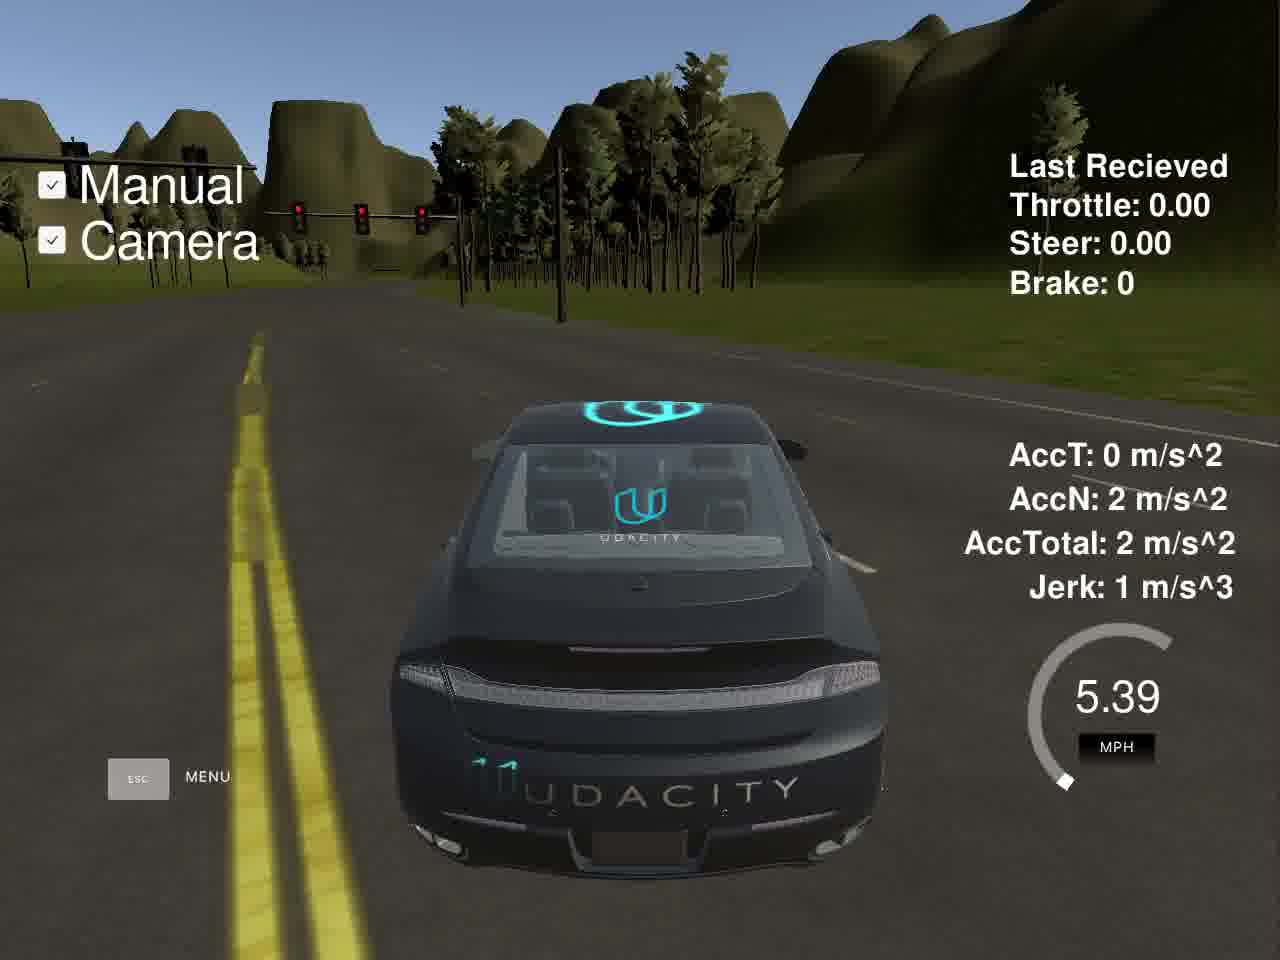 Manual
Camera
Last Recieved
Throttle: 0.00
Steer: 0.00
Brake: 0
AccT: 0 m/s^2
AccN: 2 m/s^2
AccTotal: 2 m/s^2
Jerk: 1 m/s^3
UDACITY
5.39
MPH
ESC MENU
UDACITY